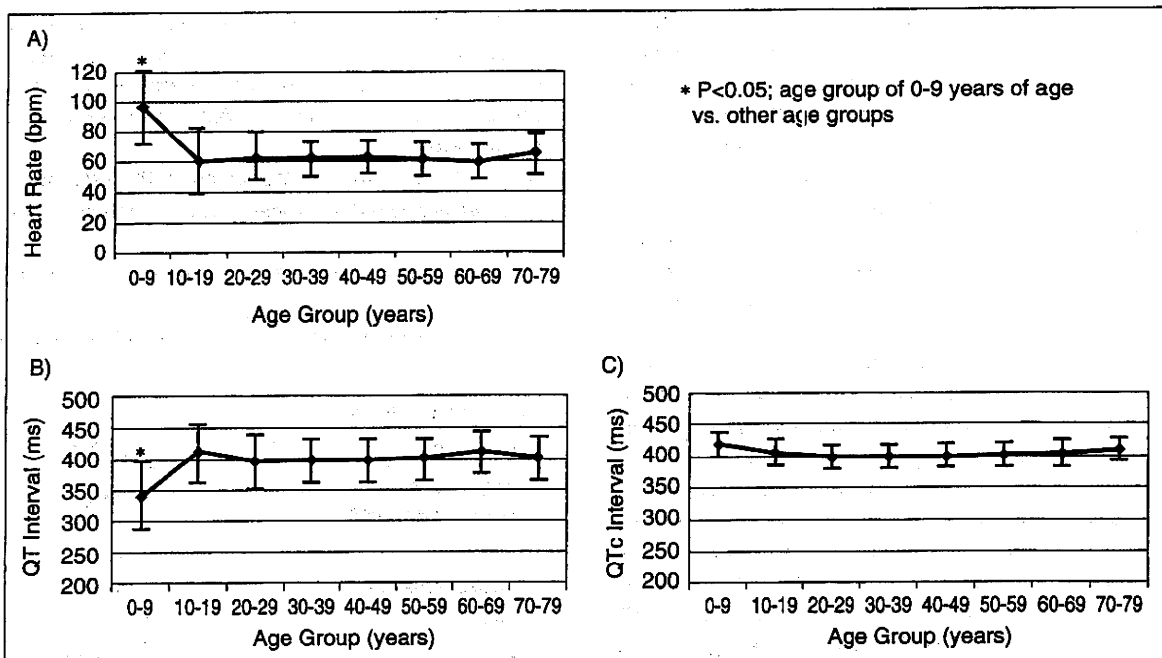 A)
*
120
100
80
60
40
20
0
Heart Rate (bpm)
0-9 10-19 20-29 30-39 40-49 50-59 60-69 70-79
Age Group (years)
* P<0.05; age group of 0-9 years of age
vs. other age groups
B)
500
450
400
350
300
250
200
*
QT Interval (ms)
0-9 10-19 20-29 30-39 40-49 50-59 60-69 70-79
Age Group (years)
C)
500
450
400
350
300
250
200
QTc Interval (ms)
0-9 10-19 20-29 30-39 40-49 50-59 60-69 70-79
Age Group (years)